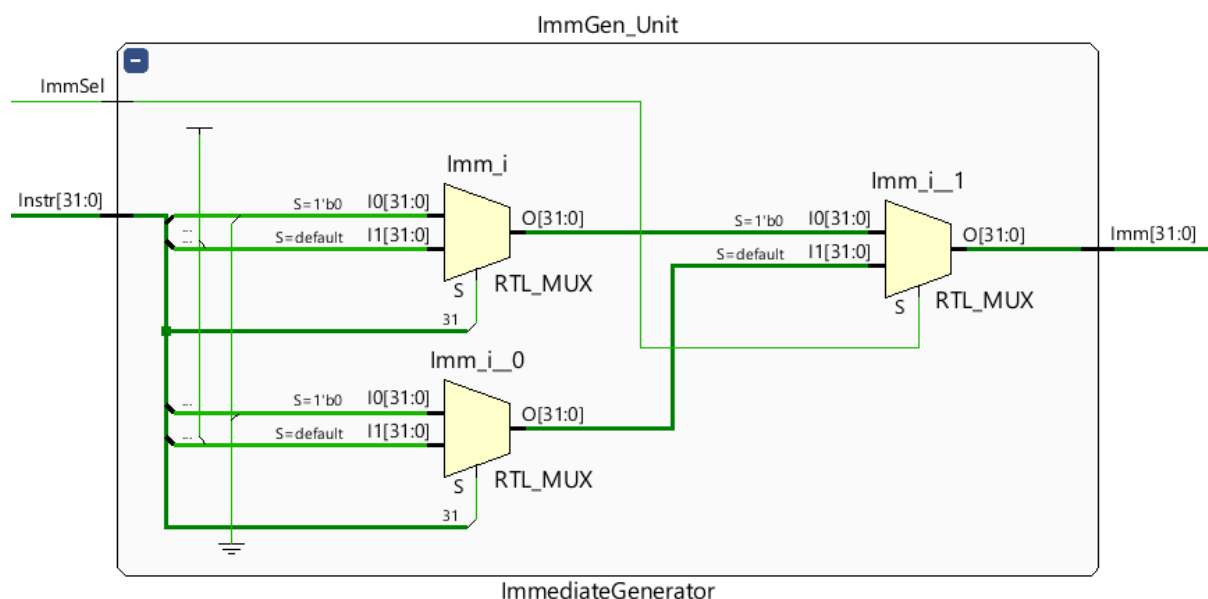 ImmGen_Unit
ImmSel
Instr[31:0]
...
...
S=1'b0
I0[31:0]
S=default
I1[31:0]
Imm_i
O[31:0]
S
RTL_MUX
31
...
...
S=1'b0
I0[31:0]
S=default
I1[31:0]
Imm_i__0
O[31:0]
S
RTL_MUX
31
Imm_i__1
S=1'b0
I0[31:0]
S=default
I1[31:0]
O[31:0]
S
RTL_MUX
Imm[31:0]
ImmediateGenerator